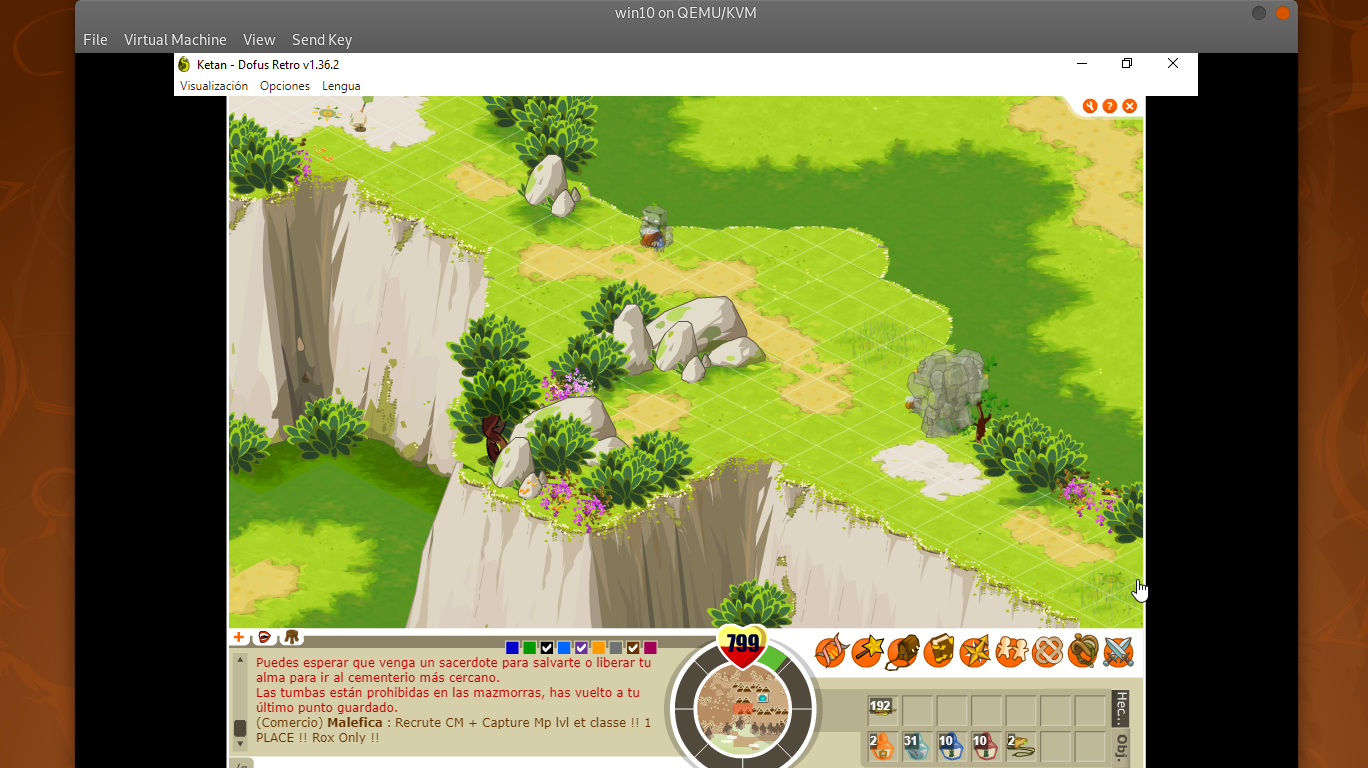 win10 on QEMU/KVM
File Virtual Machine View Send Key
Ketan - Dofus Retro v1.36.2
Visualización Opciones Lengua
799
Puedes esperar que venga un sacerdote para salvarte o liberar tu
alma para ir al cementerio más cercano.
Las tumbas están prohibidas en las mazmorras, has vuelto a tu
último punto guardado.
(Comercio) Malefica : Recrute CM + Capture Mp lvl et classe !! 1
PLACE !! Rox Only !!
192
Hec...
2 31 10 10 2
Obj.